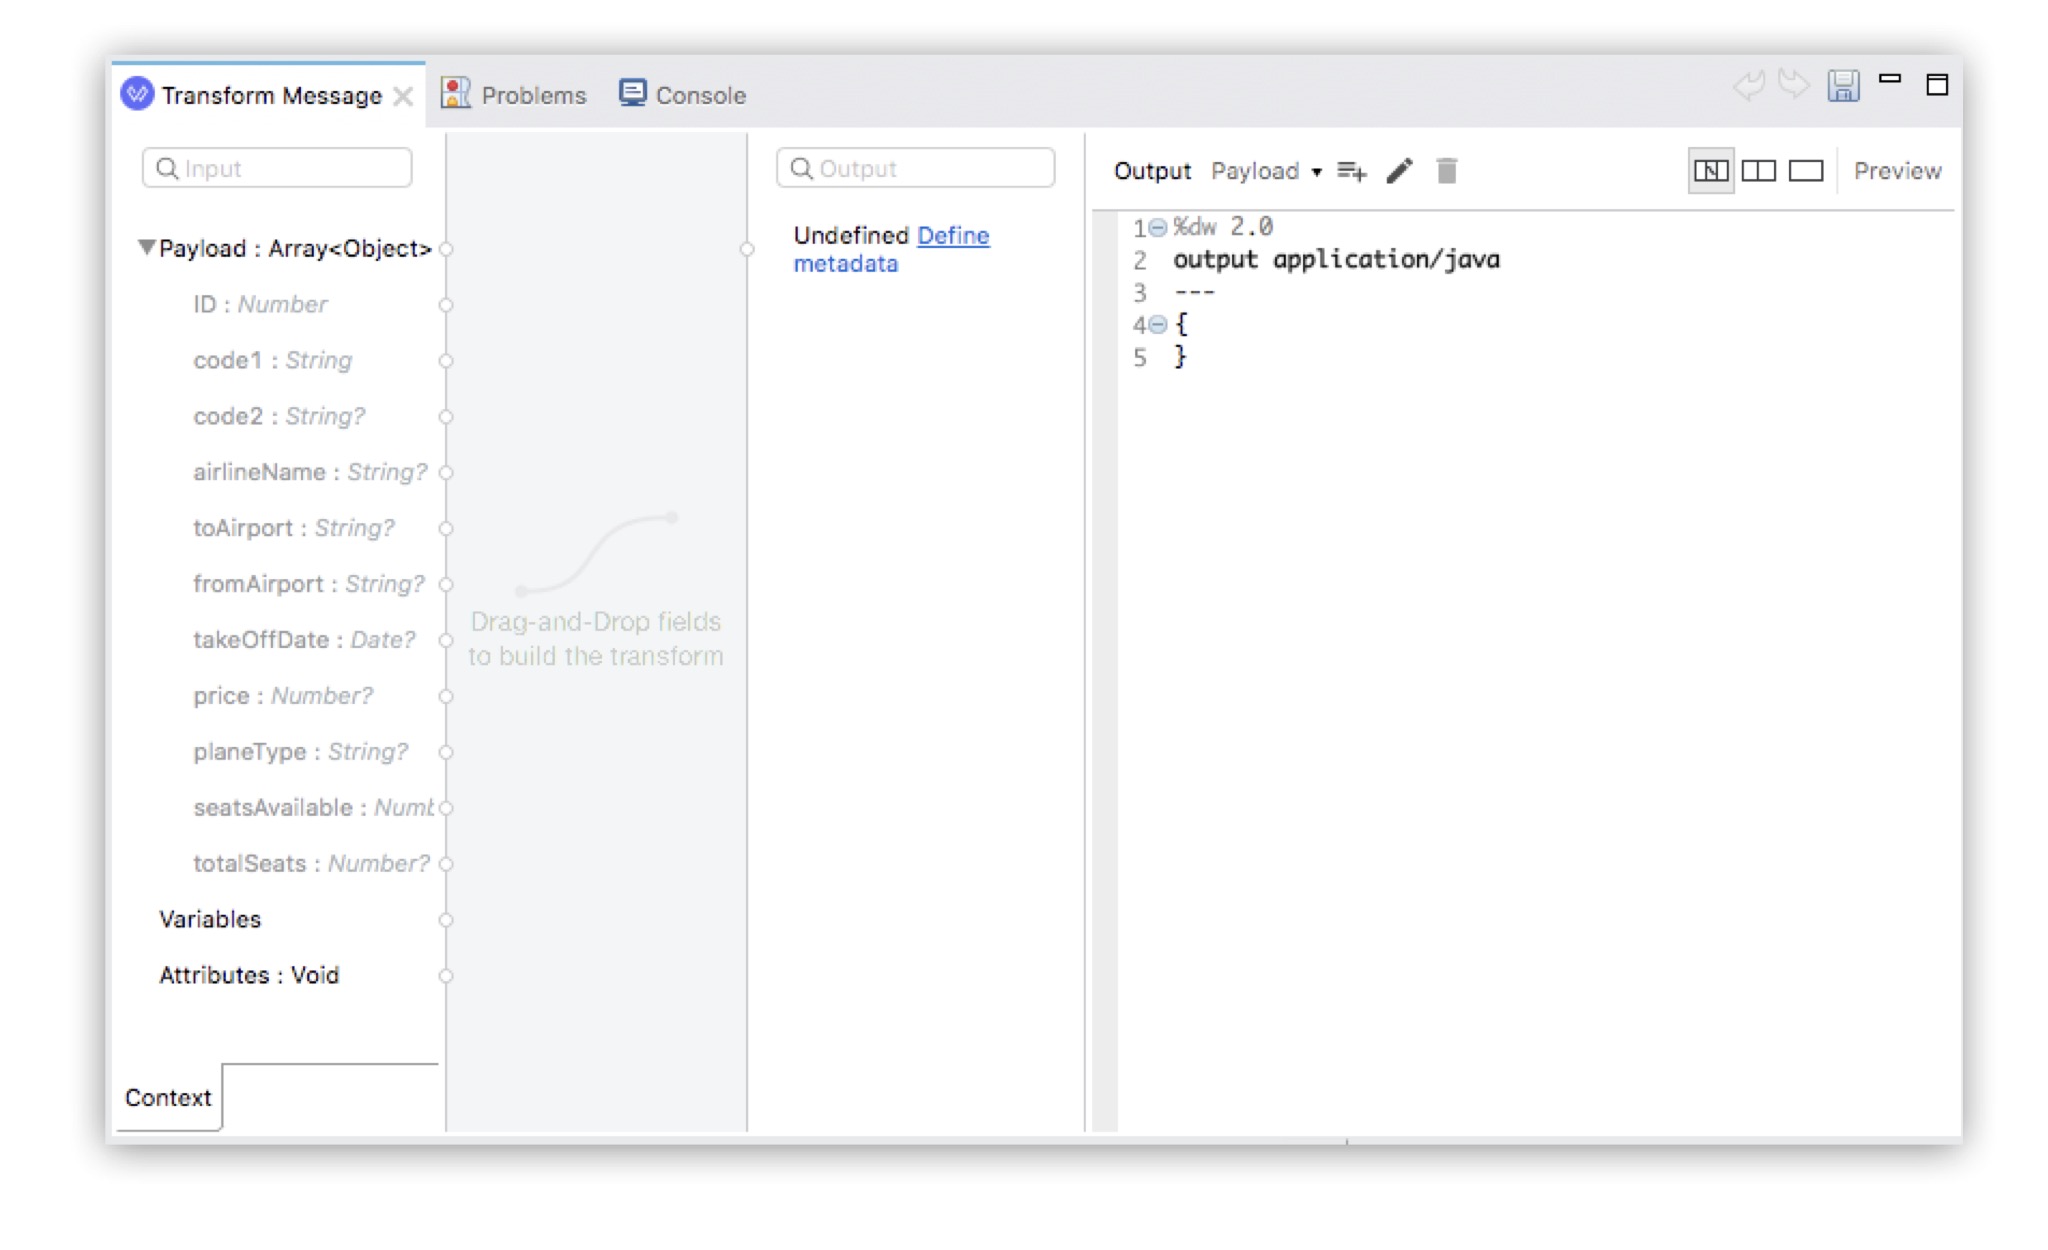 Transform Message
Problems
Console
Input
Payload : Array<Object>
ID : Number
code1 : String
code2 : String?
airlineName : String?
toAirport : String?
fromAirport : String?
takeOffDate : Date?
price : Number?
planeType : String?
seatsAvailable : Numb
totalSeats : Number?
Variables
Attributes : Void
Context
Drag-and-Drop fields
to build the transform
Output
Undefined Define
metadata
Output Payload
Preview
1 %dw 2.0
2 output application/java
3 ---
4 {
5 }